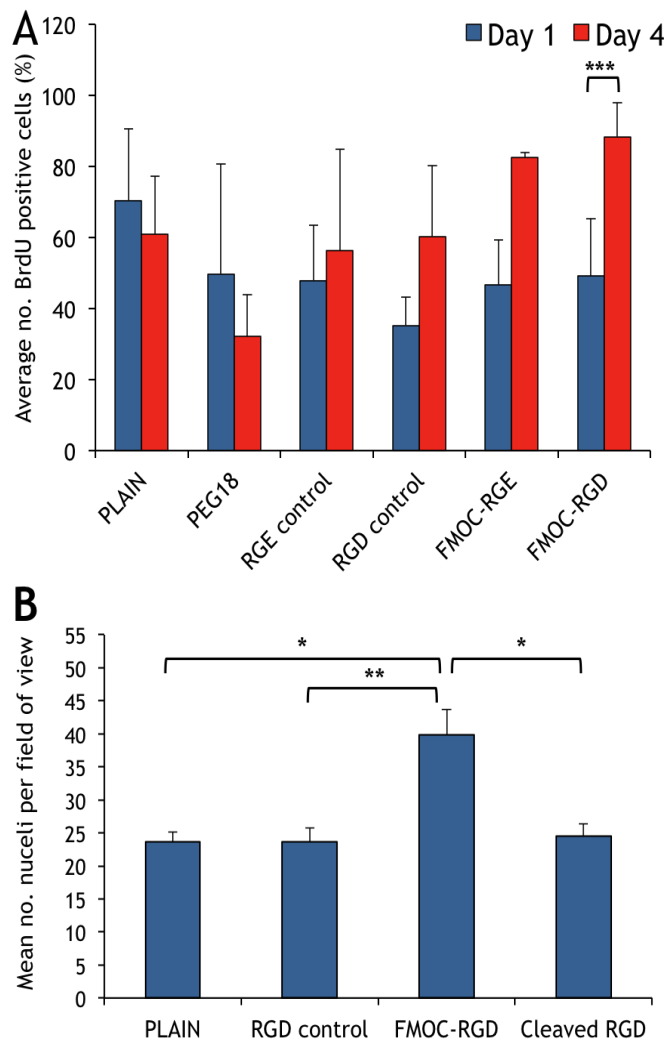 A
Average no. BrdU positive cells (%)
120
100
80
60
40
20
0
Day 1 Day 4
***
PLAIN
PEG18
RGE control
RGD control
FMOC-RGE
FMOC-RGD
B
Mean no. nuceli per field of view
55
50
45
40
35
30
25
20
15
10
5
0
* *
**
PLAIN RGD control FMOC-RGD Cleaved RGD